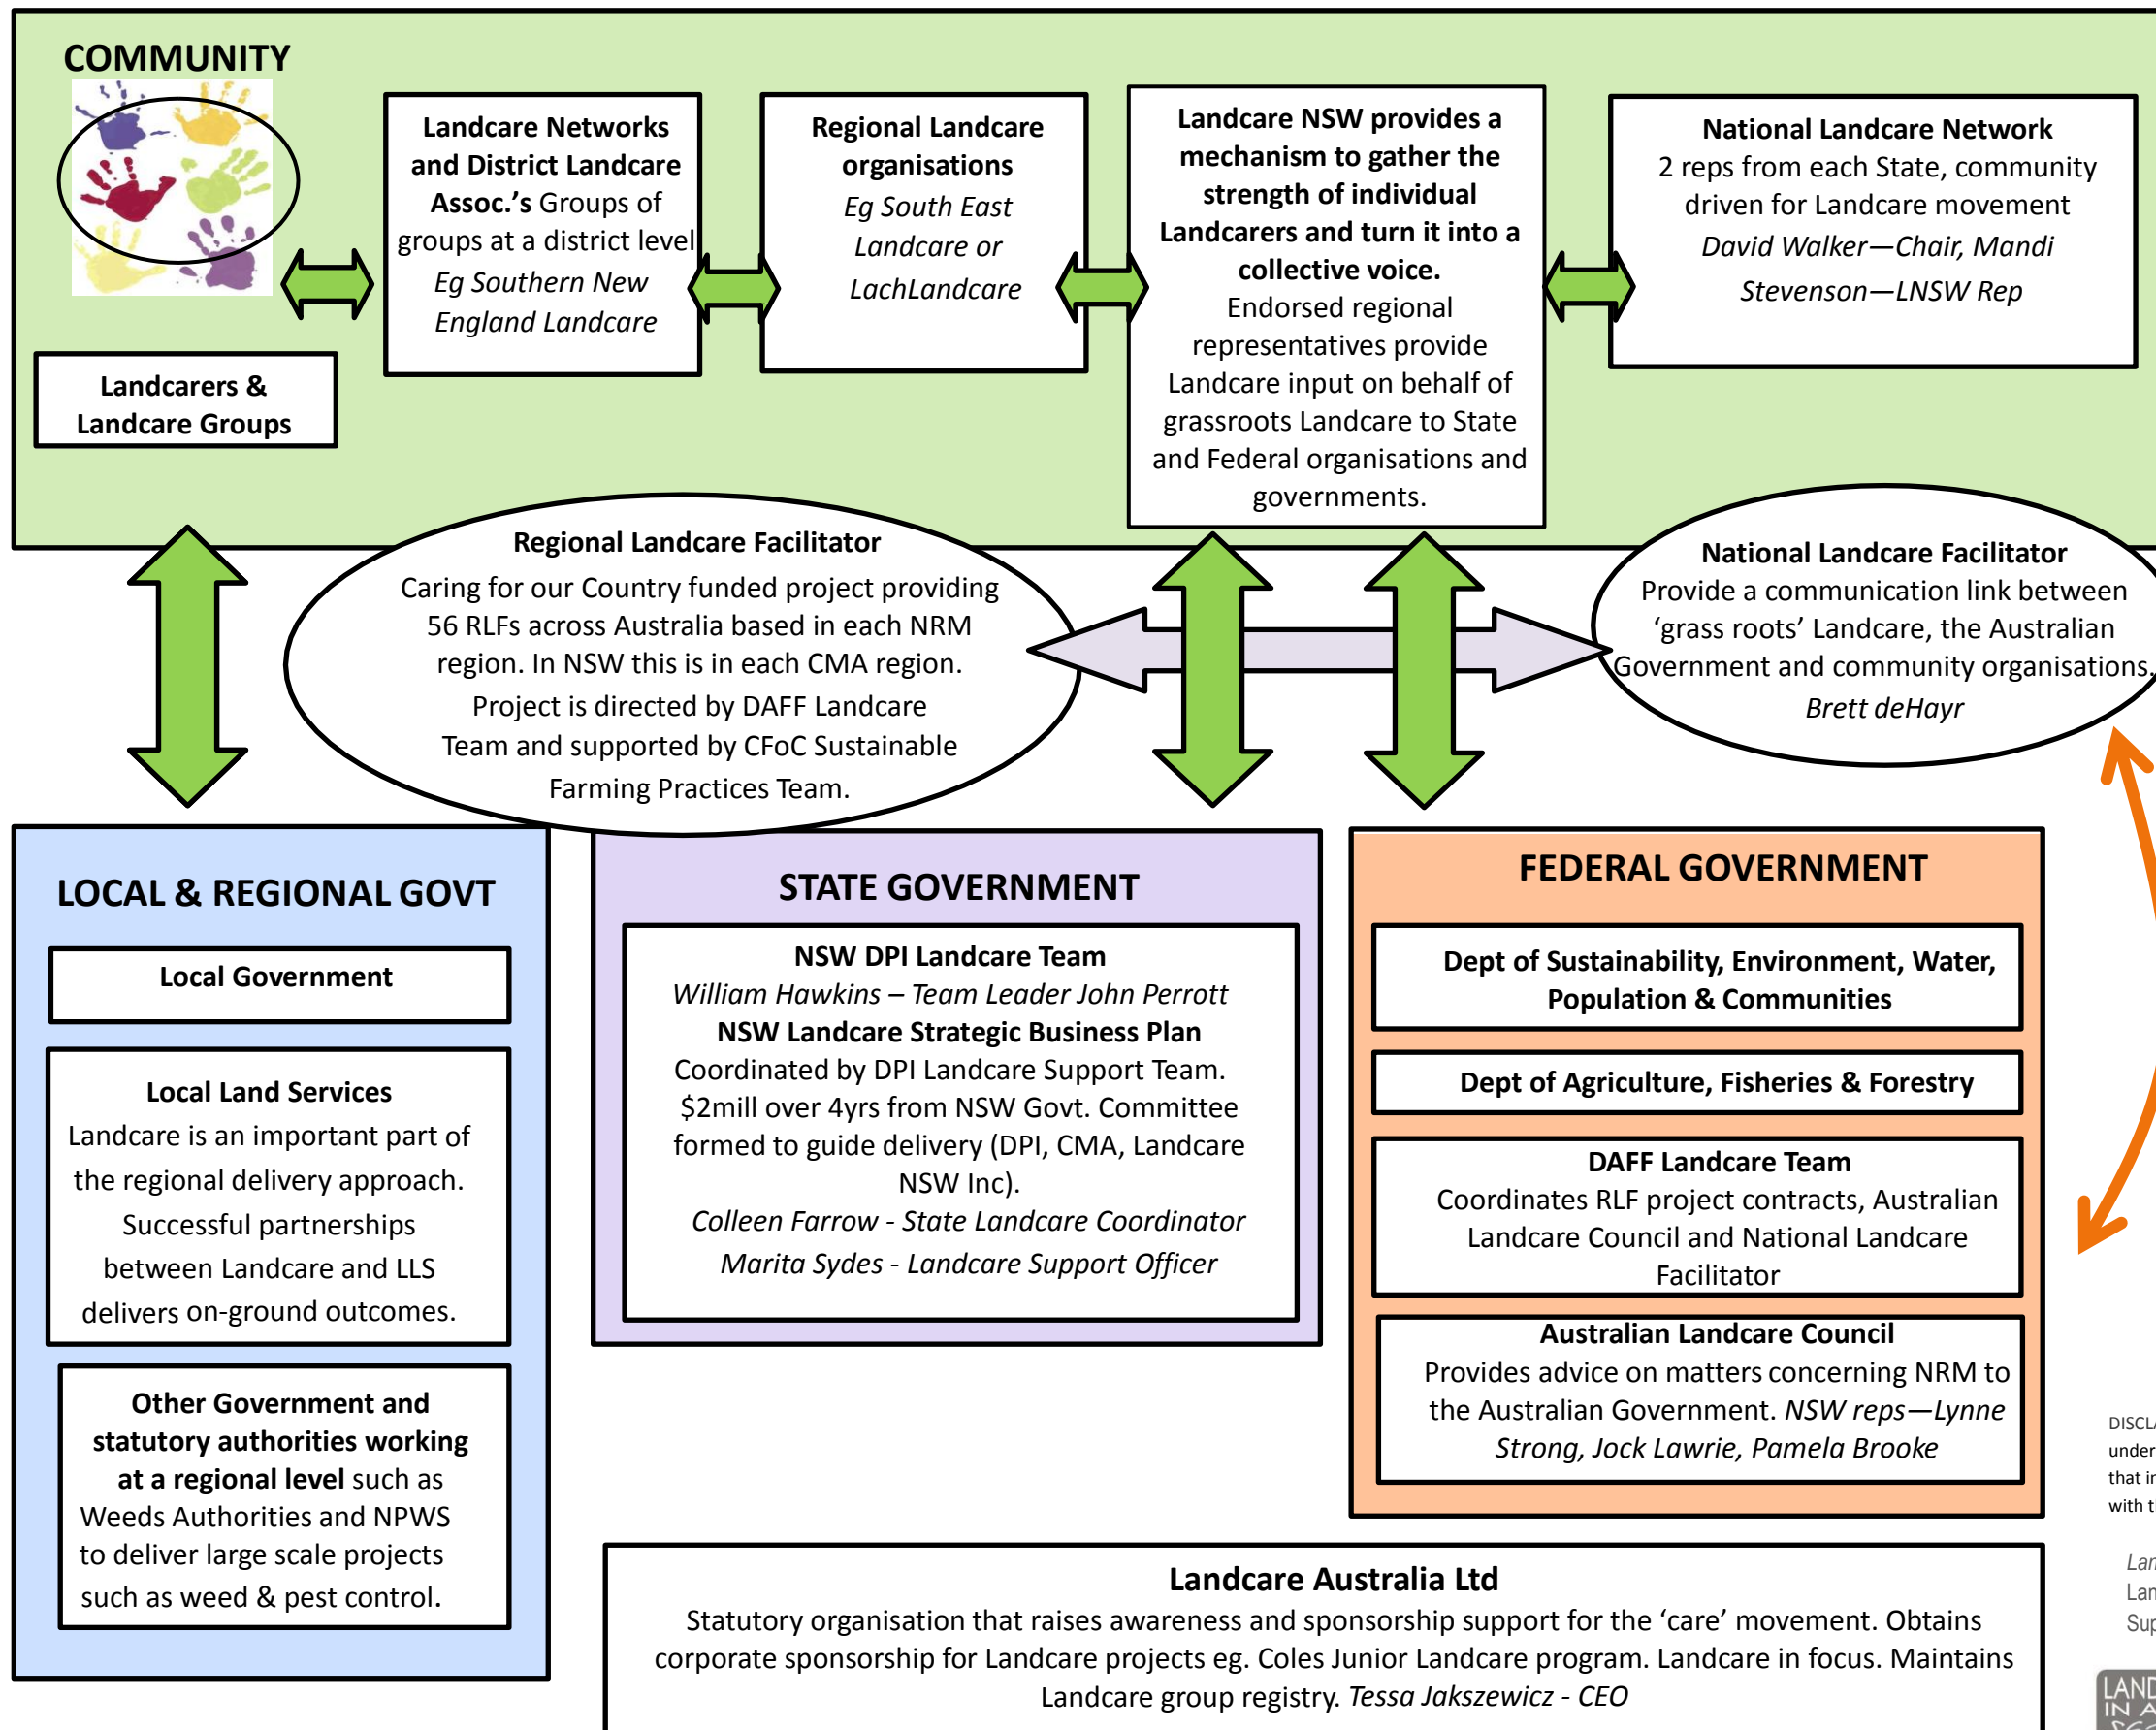 COMMUNITY
Landcarers &
Landcare Groups
Landcare Networks
and District Landcare
Assoc.'s Groups of
groups at a district level
Eg Southern New
England Landcare
Regional Landcare
organisations
Eg South East
Landcare or
LachLandcare
Landcare NSW provides a
mechanism to gather the
strength of individual
Landcarers and turn it into a
collective voice.
Endorsed regional
representatives provide
Landcare input on behalf of
grassroots Landcare to State
and Federal organisations and
governments.
National Landcare Network
2 reps from each State, community
driven for Landcare movement
David Walker—Chair, Mandi
Stevenson—LNSW Rep
Regional Landcare Facilitator
Caring for our Country funded project providing
56 RLFs across Australia based in each NRM
region. In NSW this is in each CMA region.
Project is directed by DAFF Landcare
Team and supported by CFoC Sustainable
Farming Practices Team.
National Landcare Facilitator
Provide a communication link between
‘grass roots’ Landcare, the Australian
Government and community organisations.
Brett deHayr
LOCAL & REGIONAL GOVT
Local Government
Local Land Services
Landcare is an important part of
the regional delivery approach.
Successful partnerships
between Landcare and LLS
delivers on-ground outcomes.
Other Government and
statutory authorities working
at a regional level such as
Weeds Authorities and NPWS
to deliver large scale projects
such as weed & pest control.
STATE GOVERNMENT
NSW DPI Landcare Team
William Hawkins – Team Leader John Perrott
NSW Landcare Strategic Business Plan
Coordinated by DPI Landcare Support Team.
$2mill over 4yrs from NSW Govt. Committee
formed to guide delivery (DPI, CMA, Landcare
NSW Inc).
Colleen Farrow - State Landcare Coordinator
Marita Sydes - Landcare Support Officer
FEDERAL GOVERNMENT
Dept of Sustainability, Environment, Water,
Population & Communities
Dept of Agriculture, Fisheries & Forestry
DAFF Landcare Team
Coordinates RLF project contracts, Australian
Landcare Council and National Landcare
Facilitator
Australian Landcare Council
Provides advice on matters concerning NRM to
the Australian Government. NSW reps—Lynne
Strong, Jock Lawrie, Pamela Brooke
Landcare Australia Ltd
Statutory organisation that raises awareness and sponsorship support for the ‘care’ movement. Obtains
corporate sponsorship for Landcare projects eg. Coles Junior Landcare program. Landcare in focus. Maintains
Landcare group registry. Tessa Jakszewicz - CEO
under
that
with